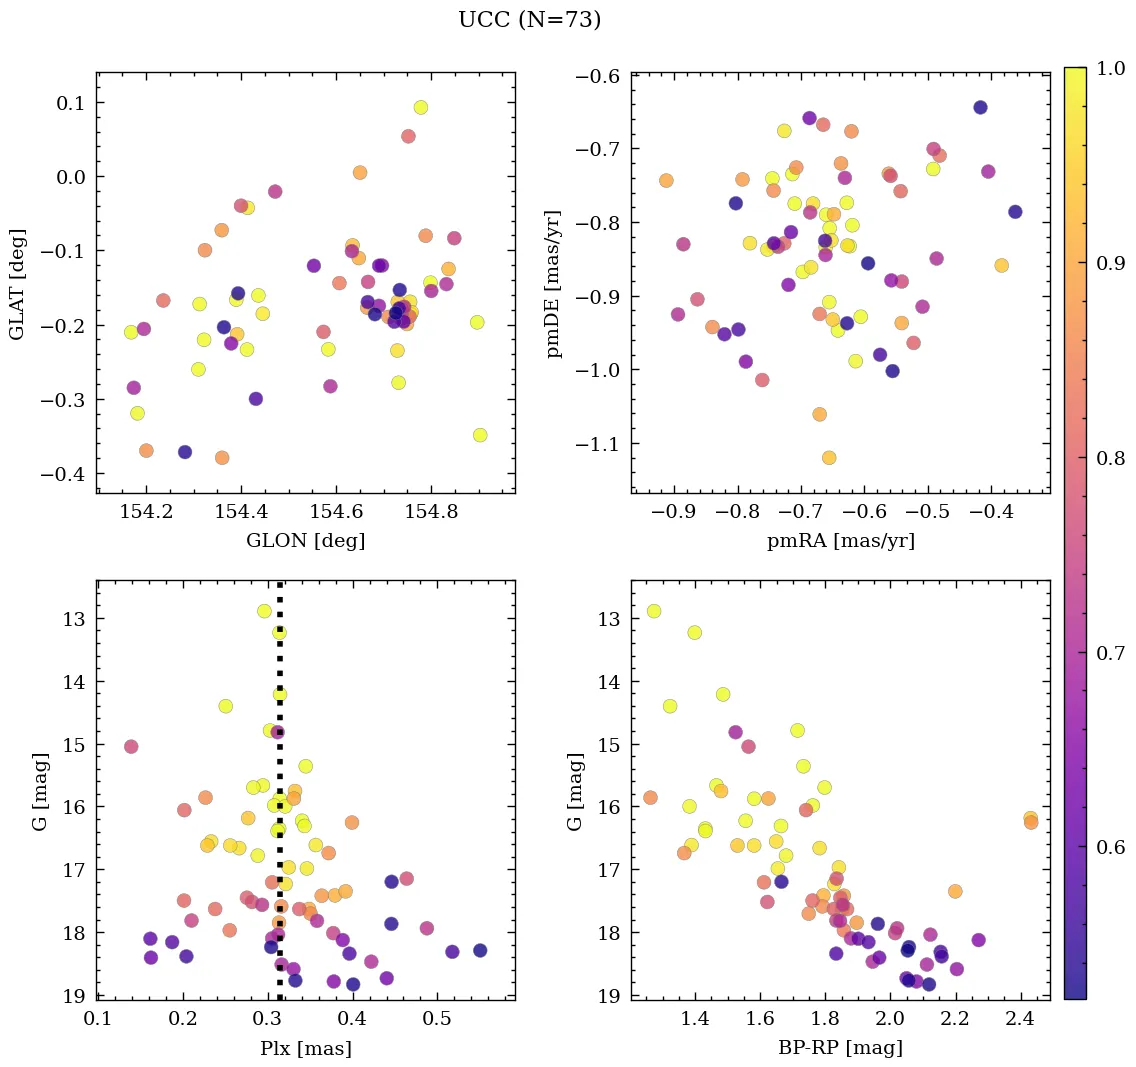 UCC (N=73)
0.1
0.0
−0.1
−0.2
−0.3
−0.4
GLAT [deg]
154.2 154.4 154.6 154.8
GLON [deg]
−0.6
−0.7
−0.8
−0.9
−1.0
−1.1
pmDE [mas/yr]
−0.9 −0.8 −0.7 −0.6 −0.5 −0.4
pmRA [mas/yr]
13
14
15
16
17
18
19
G [mag]
0.1 0.2 0.3 0.4 0.5
Plx [mas]
13
14
15
16
17
18
19
G [mag]
1.4 1.6 1.8 2.0 2.2 2.4
BP-RP [mag]
1.0
0.9
0.8
0.7
0.6